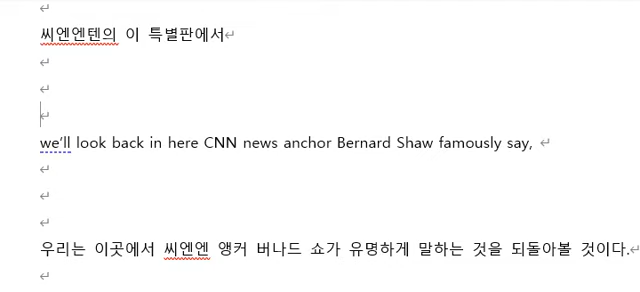 씨엔엔텐의 이 특별판에서
we'll look back in here CNN news anchor Bernard Shaw famously say,
우리는 이곳에서 씨엔엔 앵커 버나드 쇼가 유명하게 말하는 것을 되돌아볼 것이다.